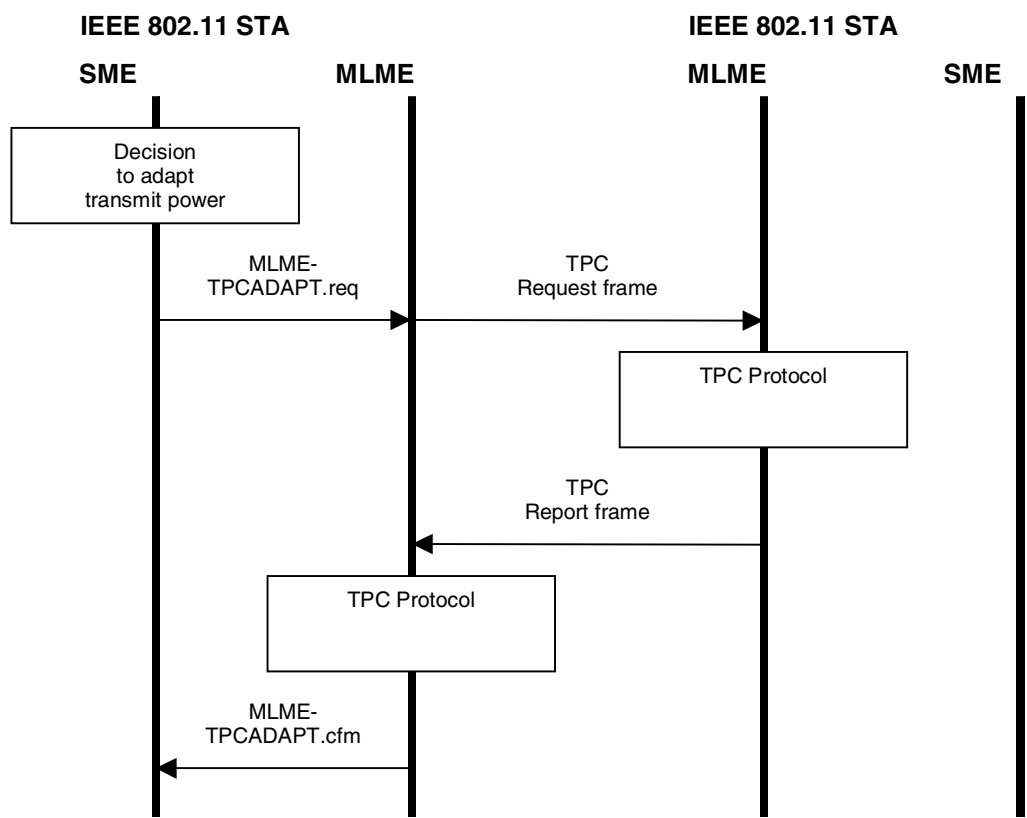 IEEE 802.11 STA
IEEE 802.11 STA
SME
MLME
MLME
SME
Decision
to adapt
transmit power
MLME-
TPCADAPT.req
TPC
Request frame
TPC Protocol
TPC
Report frame
TPC Protocol
MLME-
TPCADAPT.cfm